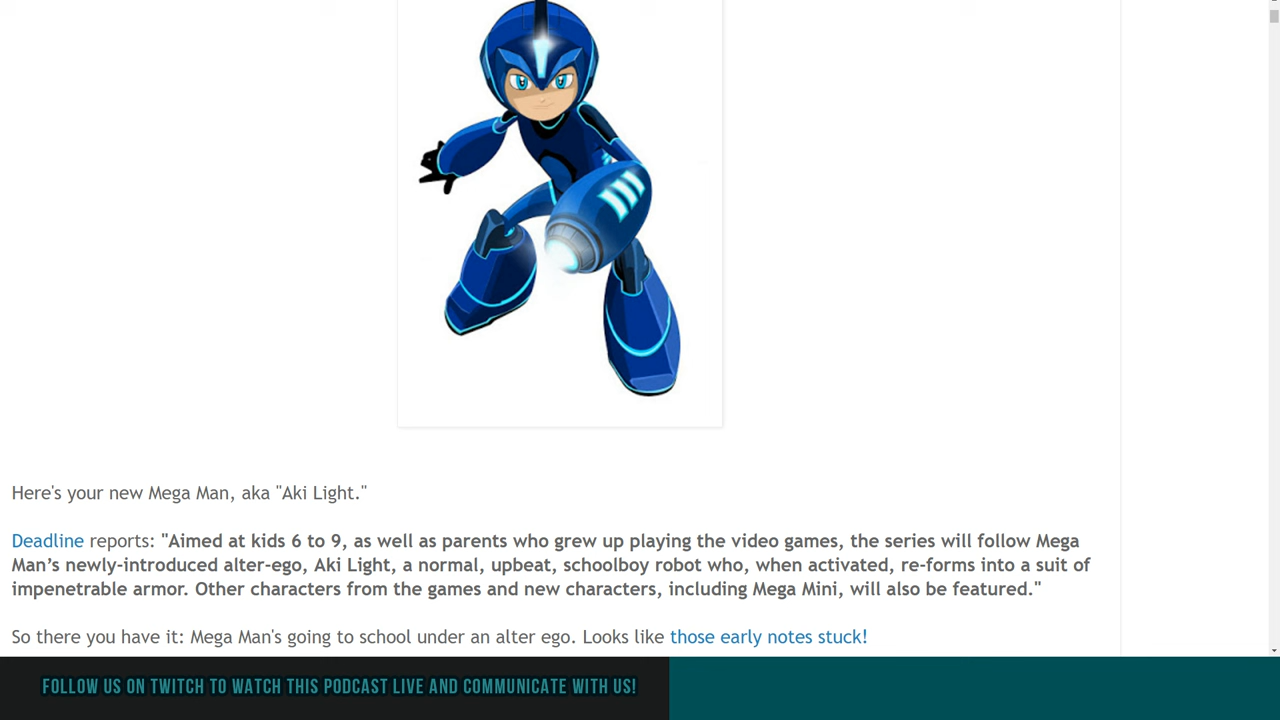 Here's your new Mega Man, aka "Aki Light."
Deadline reports: "Aimed at kids 6 to 9, as well as parents who grew up playing the video games, the series will follow Mega
Man’s newly-introduced alter-ego, Aki Light, a normal, upbeat, schoolboy robot who, when activated, re-forms into a suit of
impenetrable armor. Other characters from the games and new characters, including Mega Mini, will also be featured."
So there you have it: Mega Man's going to school under an alter ego. Looks like those early notes stuck!
FOLLOW US ON TWITCH TO WATCH THIS PODCAST LIVE AND COMMUNICATE WITH US!